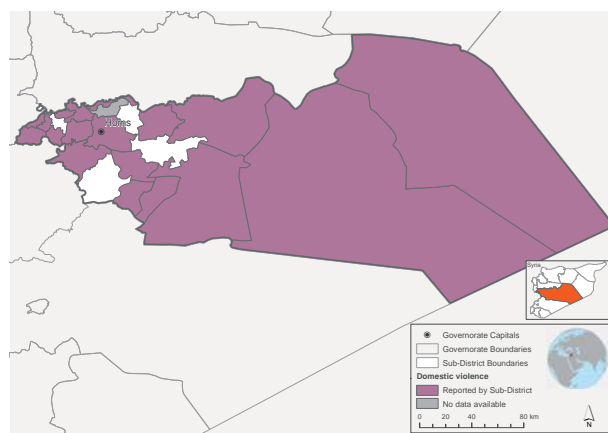 Homs
Syria
Governorate Capitals
Governorate Boundaries
Sub-District Boundaries
Domestic violence
Reported by Sub-District
No data available
0 20 40 80 km
N